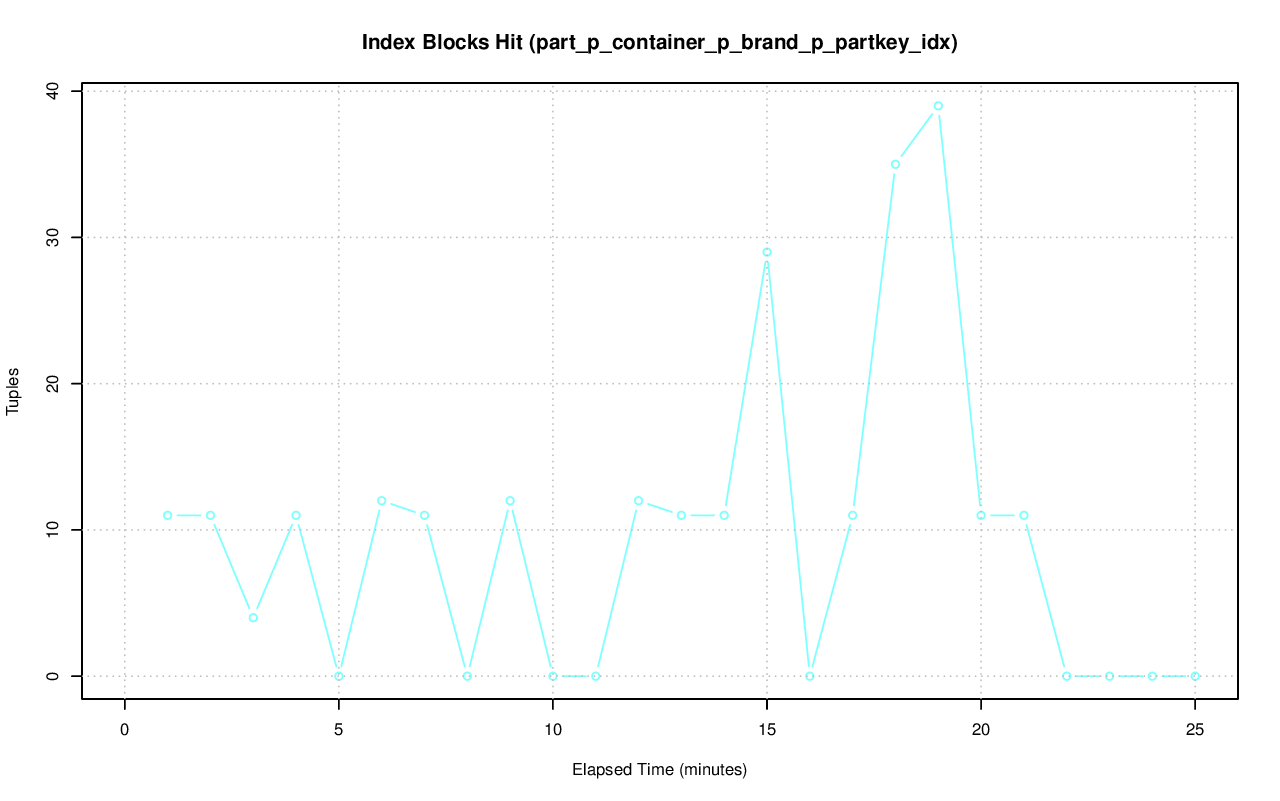 Index Blocks Hit (part_p_container_p_brand_p_partkey_idx)
40
30
20
10
0
Tuples
0 5 10 15 20 25
Elapsed Time (minutes)